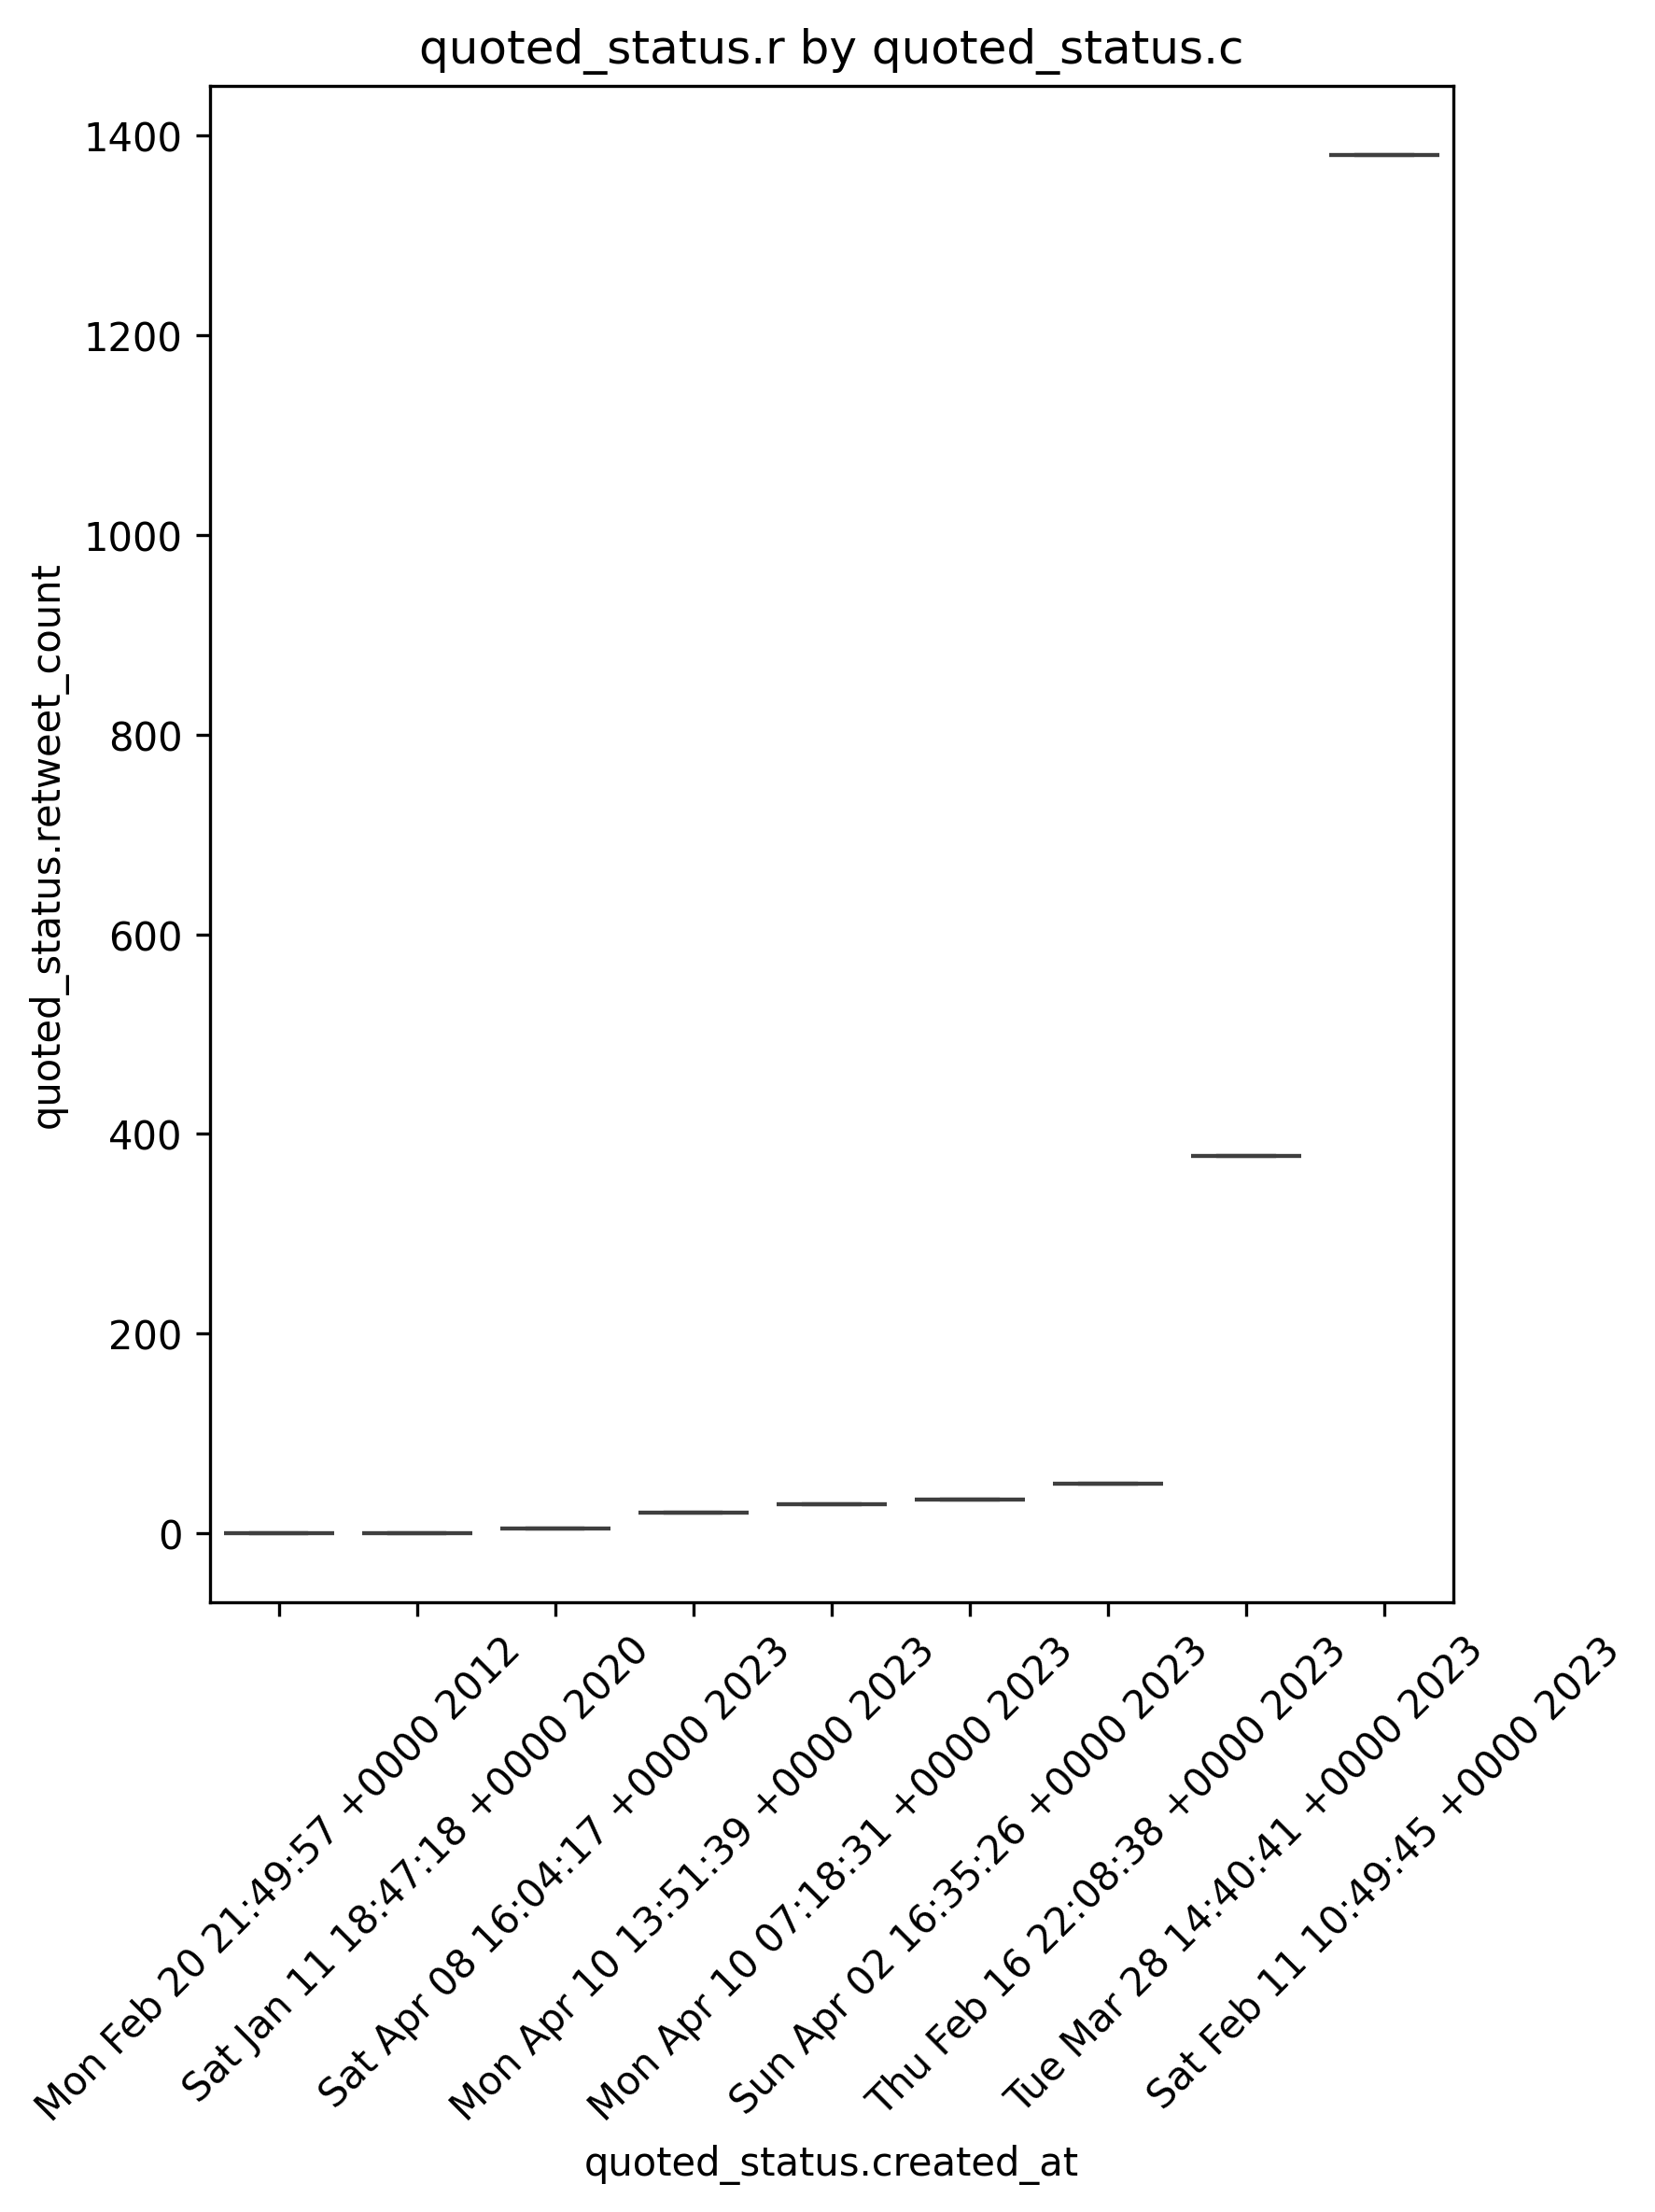 quoted_status.r by quoted_status.c
quoted_status.retweet_count
1400
1200
1000
800
600
400
200
0
Mon Feb 20 21:49:57 +0000 2012
Sat Jan 11 18:47:18 +0000 2020
Sat Apr 08 16:04:17 +0000 2023
Mon Apr 10 13:51:39 +0000 2023
Mon Apr 10 07:18:31 +0000 2023
Sun Apr 02 16:35:26 +0000 2023
Thu Feb 16 22:08:38 +0000 2023
Tue Mar 28 14:40:41 +0000 2023
Sat Feb 11 10:49:45 +0000 2023
quoted_status.created_at